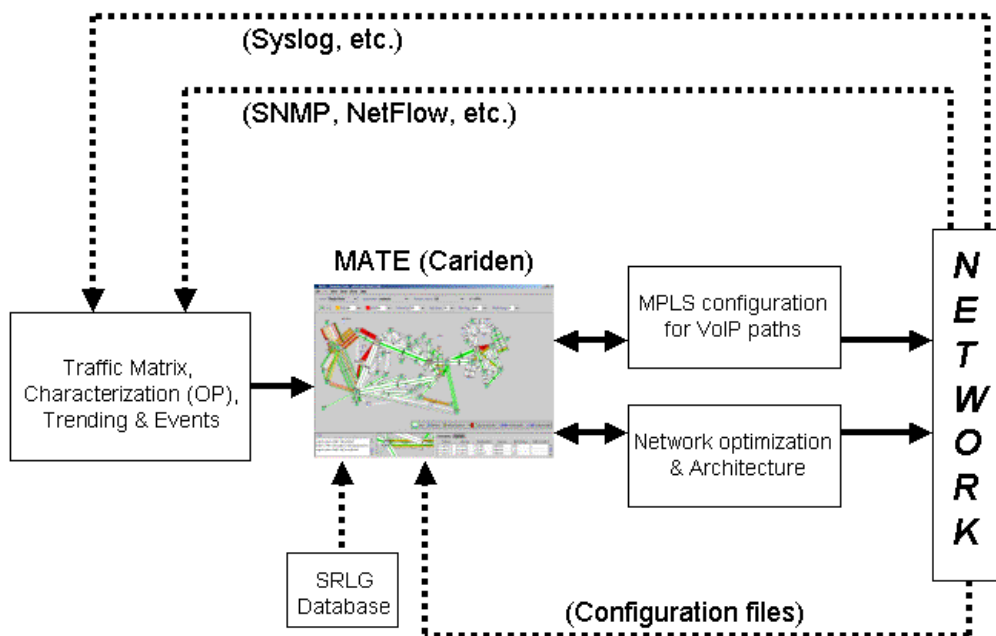 (Syslog, etc.)
(SNMP, NetFlow, etc.)
MATE (Cariden)
Traffic Matrix,
Characterization (OP),
Trending & Events
MPLS configuration
for VoIP paths
Network optimization
& Architecture
NETWORK
SRLG
Database
(Configuration files)